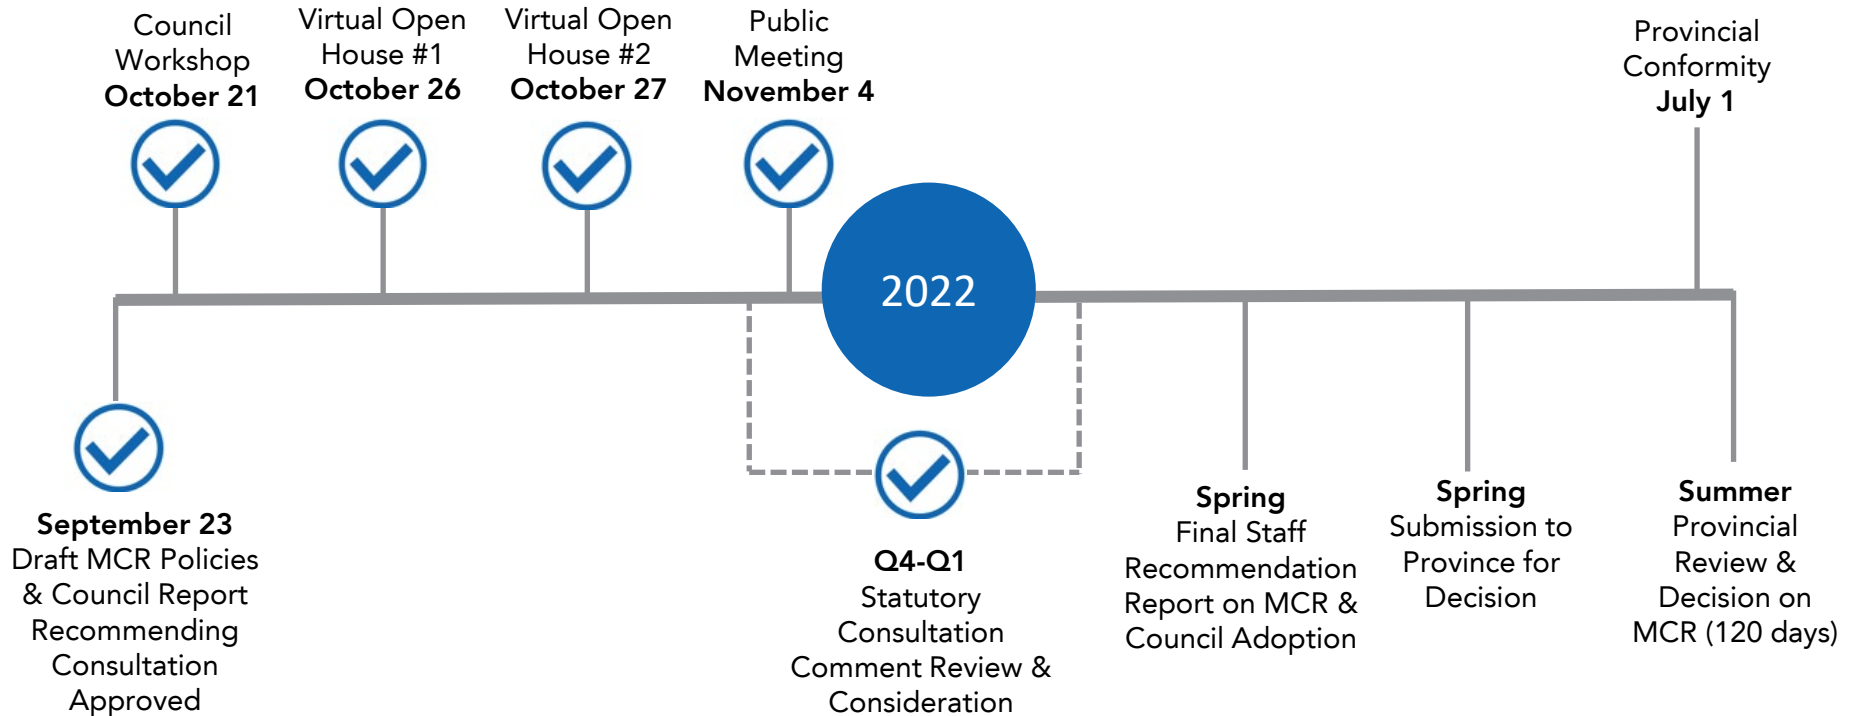 Council
Workshop
October 21
Virtual Open
House #1
October 26
Virtual Open
House #2
October 27
Public
Meeting
November 4
Provincial
Conformity
July 1
2022
September 23
Draft MCR Policies
& Council Report
Recommending
Consultation
Approved
Q4-Q1
Statutory
Consultation
Comment Review &
Consideration
Spring
Final Staff
Recommendation
Report on MCR &
Council Adoption
Spring
Submission to
Province for
Decision
Summer
Provincial
Review &
Decision on
MCR (120 days)